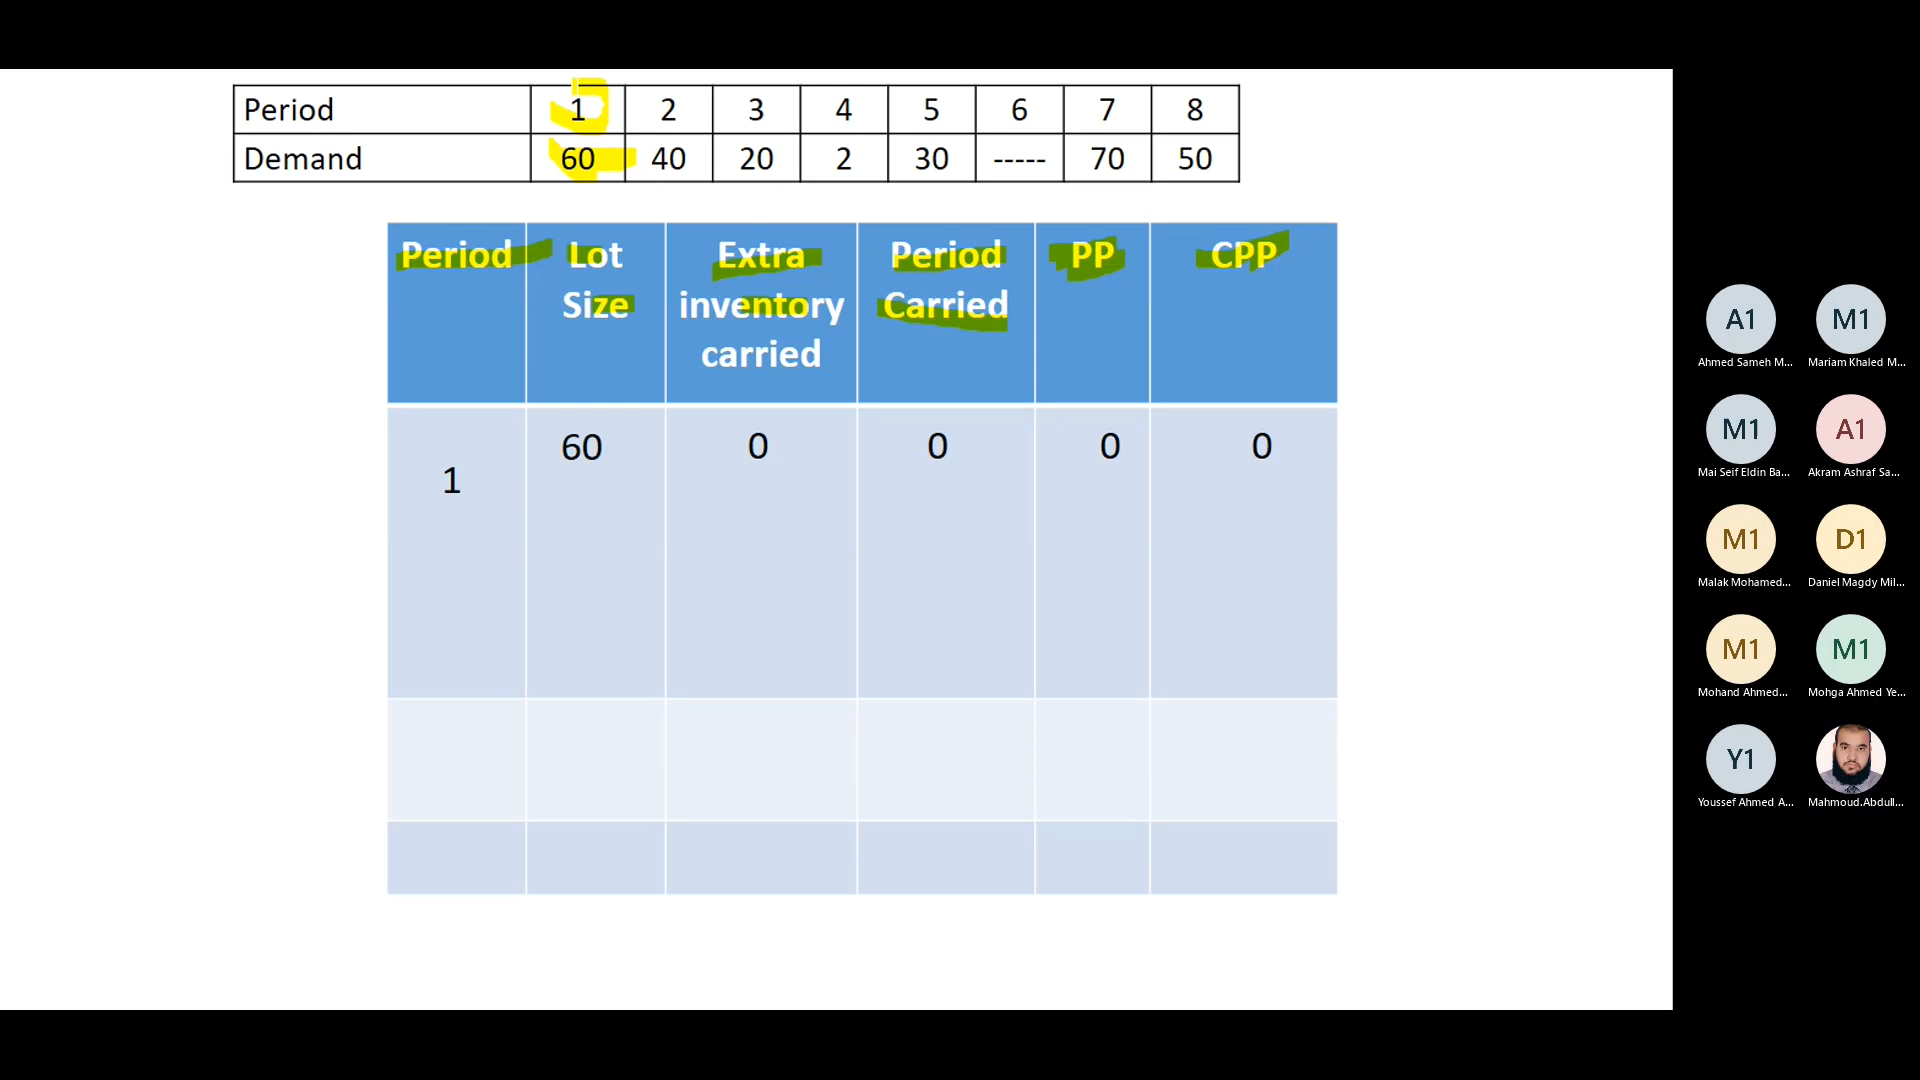 Period 1 2 3 4 5 6 7 8
Demand 60 40 20 2 30 ----- 70 50
Period Lot Size Extra inventory carried Period Carried PP CPP
1 60 0 0 0 0
A1 M1
Ahmed Sameh M... Mariam Khaled M...
M1 A1
Mai Seif Eldin Ba... Akram Ashraf Sa...
M1 D1
Malak Mohamed... Daniel Magdy Mil...
M1 M1
Mohand Ahmed... Mohga Ahmed Ye...
Y1
Youssef Ahmed A... Mahmoud.Abdull...